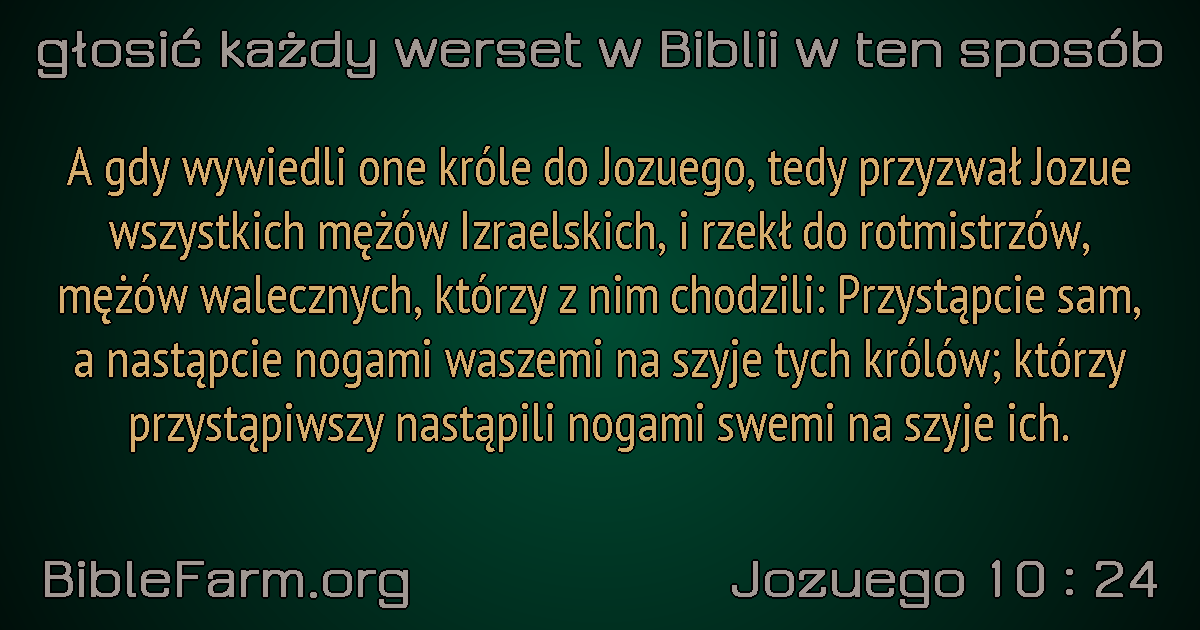 głosić każdy werset w Biblii w ten sposób
A gdy wywiedli one króle do Jozuego, tedy przyzwał Jozue
wszystkich mężów Izraelskich, i rzekł do rotmistrzów,
mężów walecznych, którzy z nim chodzili: Przystąpcie sam,
a nastąpcie nogami waszemi na szyje tych królów; którzy
przystąpiwszy nastąpili nogami swemi na szyje ich.
BibleFarm.org
Jozuego 10 : 24